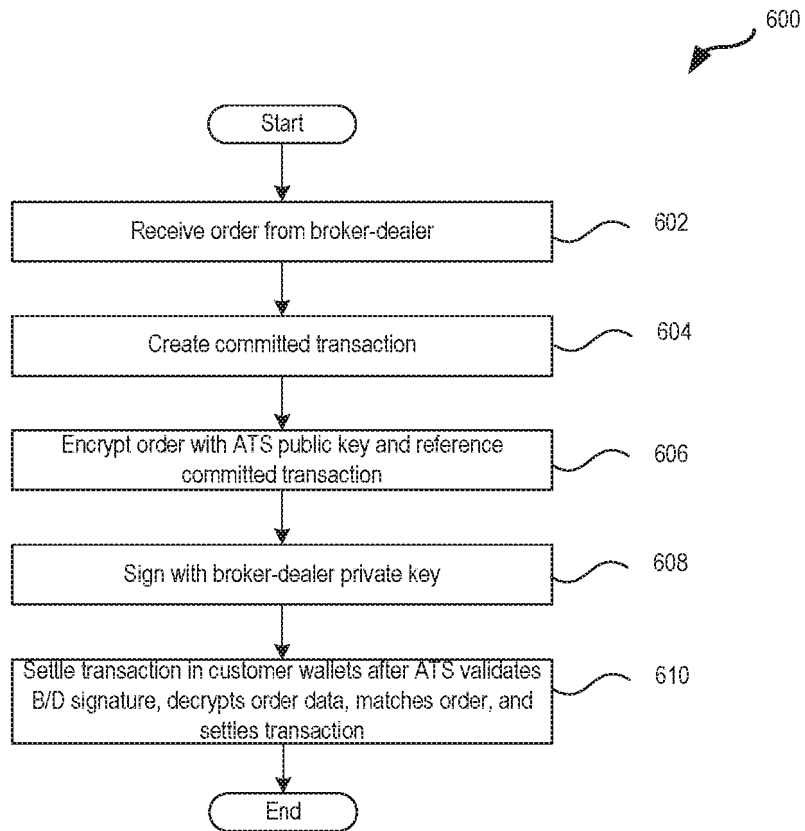 600
Start
Receive order from broker-dealer
602
Create committed transaction
604
Encrypt order with ATS public key and reference
committed transaction
606
Sign with broker-dealer private key
608
Settle transaction in customer wallets after ATS validates
B/D signature, decrypts order data, matches order, and
settles transaction
610
End